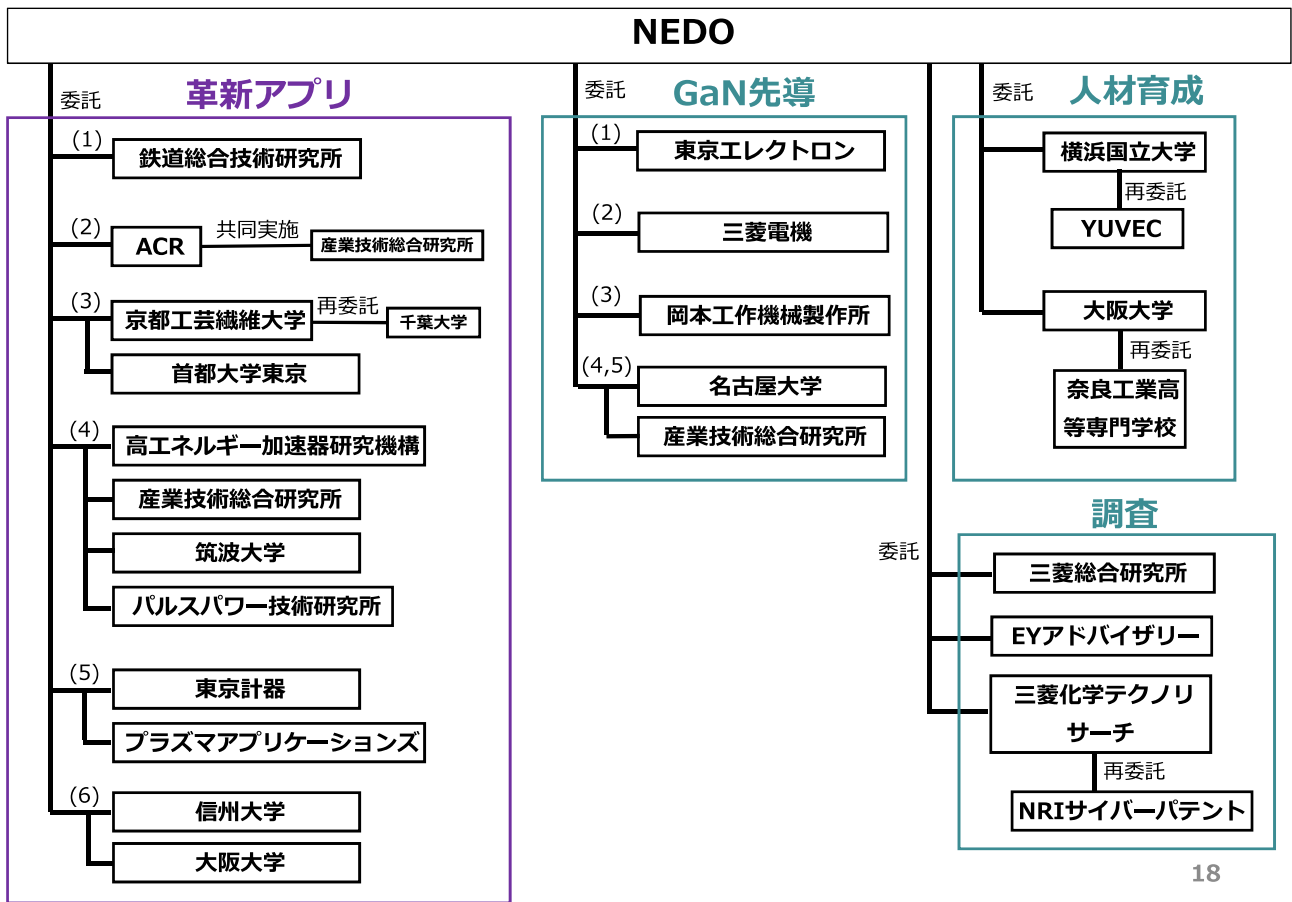 NEDO
委託
革新アプリ
(1)
鉄道総合技術研究所
(2)
ACR
共同実施
産業技術総合研究所
(3)
京都工芸繊維大学
再委託
千葉大学
首都大学東京
(4)
高エネルギー加速器研究機構
産業技術総合研究所
筑波大学
パルスパワー技術研究所
(5)
東京計器
プラズマアプリケーションズ
(6)
信州大学
大阪大学
委託
GaN先導
(1)
東京エレクトロン
(2)
三菱電機
(3)
岡本工作機械製作所
(4,5)
名古屋大学
産業技術総合研究所
委託
人材育成
横浜国立大学
再委託
YUVEC
大阪大学
再委託
奈良工業高
等専門学校
調査
委託
三菱総合研究所
EYアドバイザリー
三菱化学テクノリ
サーチ
再委託
NRIサイバーパテント
18